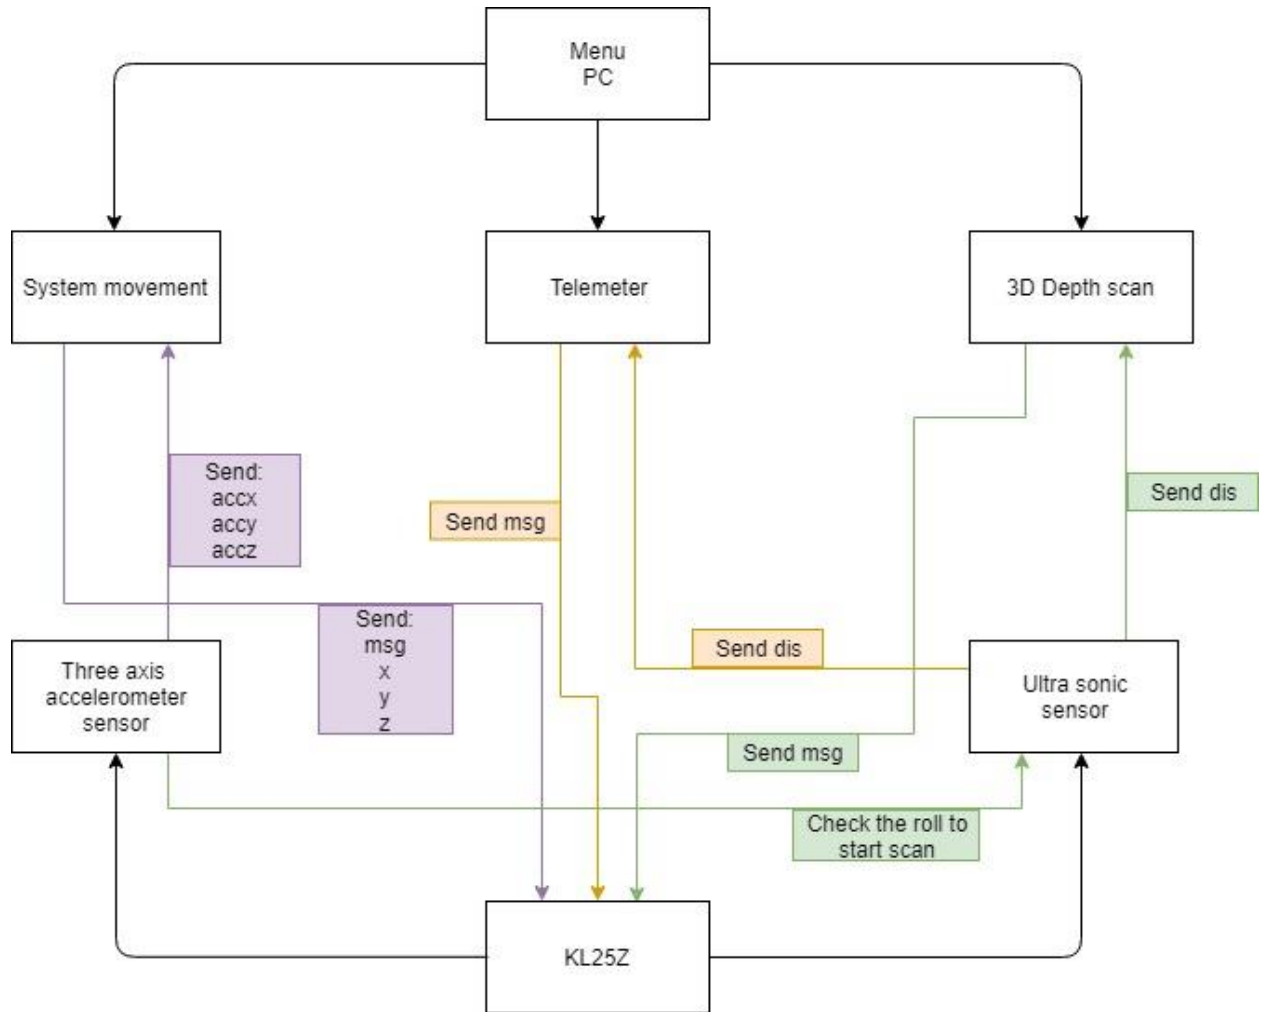 Menu
PC
System movement
Telemeter
3D Depth scan
Send:
accx
accy
accz
Send msg
Send dis
Send:
msg
x
y
z
Send dis
Three axis
accelerometer
sensor
Ultra sonic
sensor
Send msg
Check the roll to
start scan
KL25Z